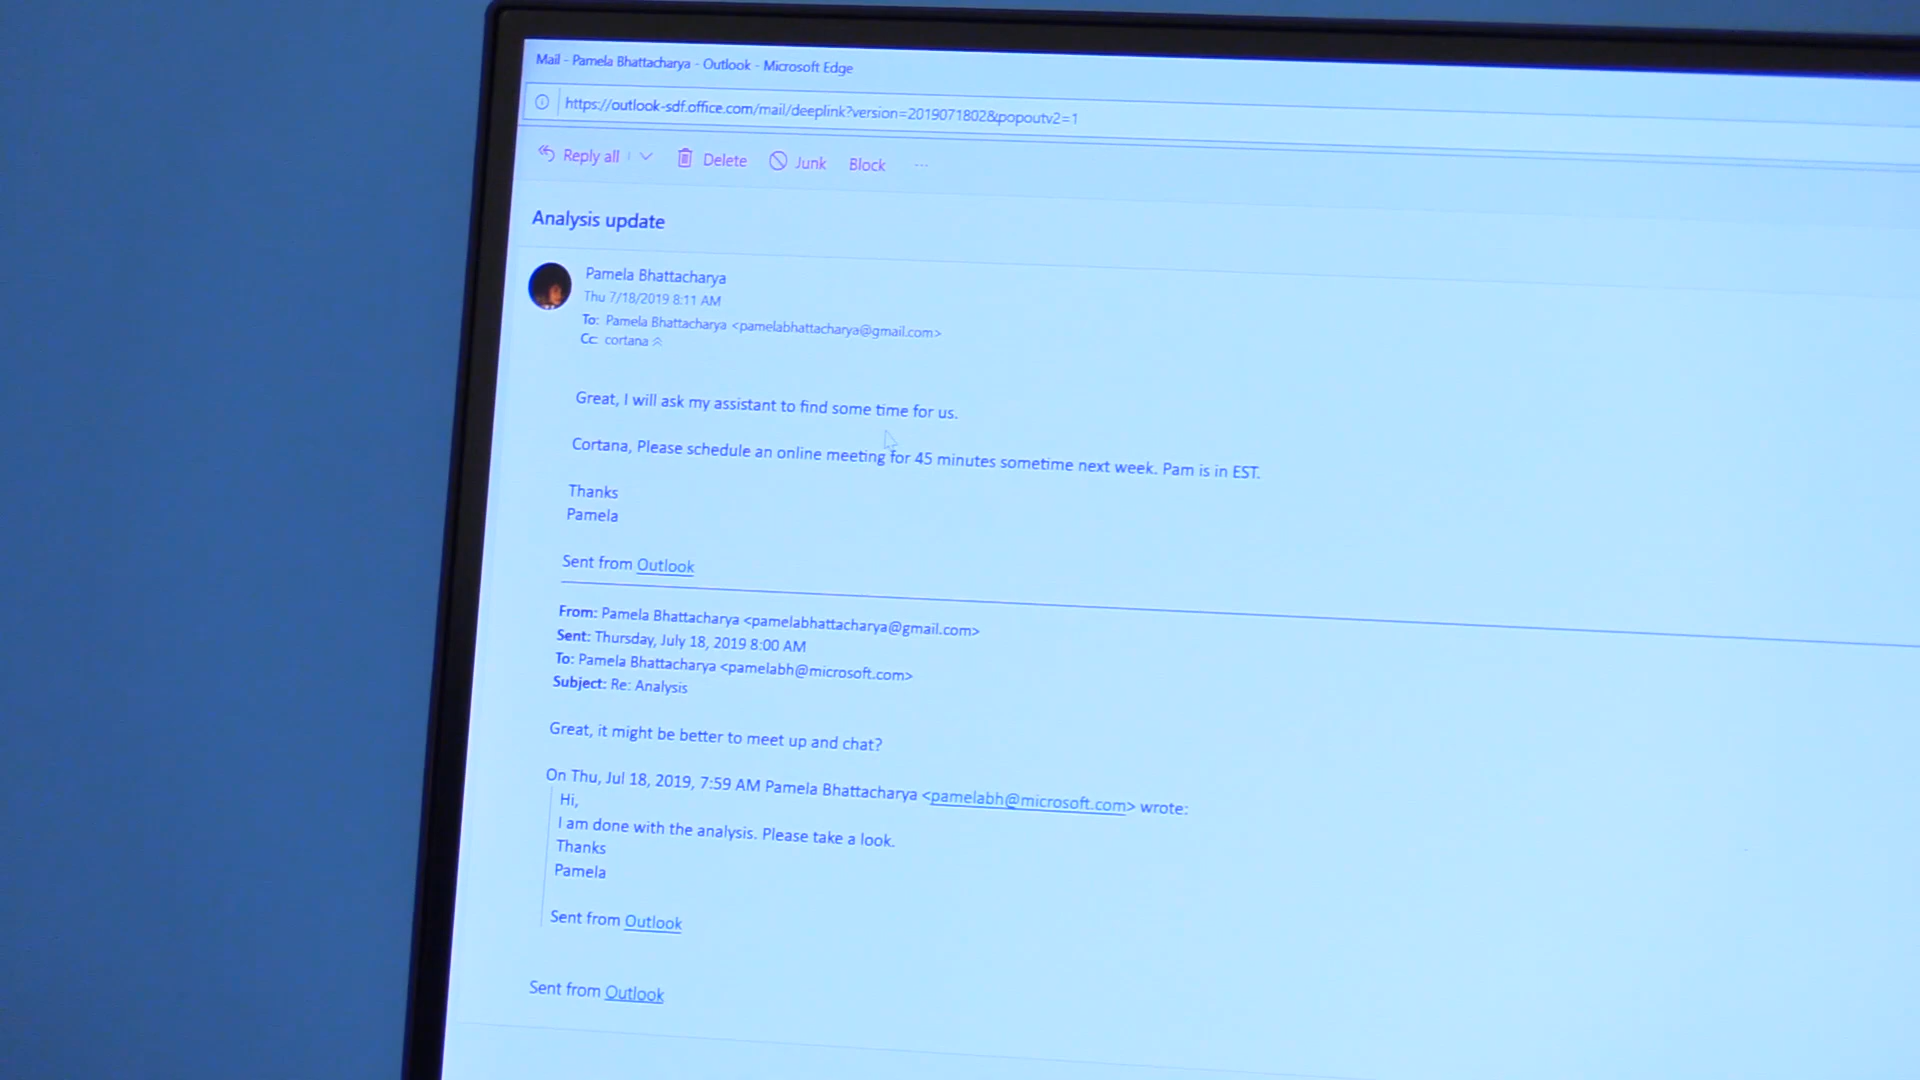 Mail - Pamela Bhattacharya - Outlook - Microsoft Edge
https://outlook-sdf.office.com/mail/deeplink?version=2019071802&popoutv2=1
Reply all Delete Junk Block ...
Analysis update
Pamela Bhattacharya
Thu 7/18/2019 8:11 AM
To: Pamela Bhattacharya <pamelabhattacharya@gmail.com>
Cc: cortana
Great, I will ask my assistant to find some time for us.
Cortana, Please schedule an online meeting for 45 minutes sometime next week. Pam is in EST.
Thanks
Pamela
Sent from Outlook
From: Pamela Bhattacharya <pamelabhattacharya@gmail.com>
Sent: Thursday, July 18, 2019 8:00 AM
To: Pamela Bhattacharya <pamelabh@microsoft.com>
Subject: Re: Analysis
Great, it might be better to meet up and chat?
On Thu, Jul 18, 2019, 7:59 AM Pamela Bhattacharya <pamelabh@microsoft.com> wrote:
Hi,
I am done with the analysis. Please take a look.
Thanks
Pamela
Sent from Outlook
Sent from Outlook